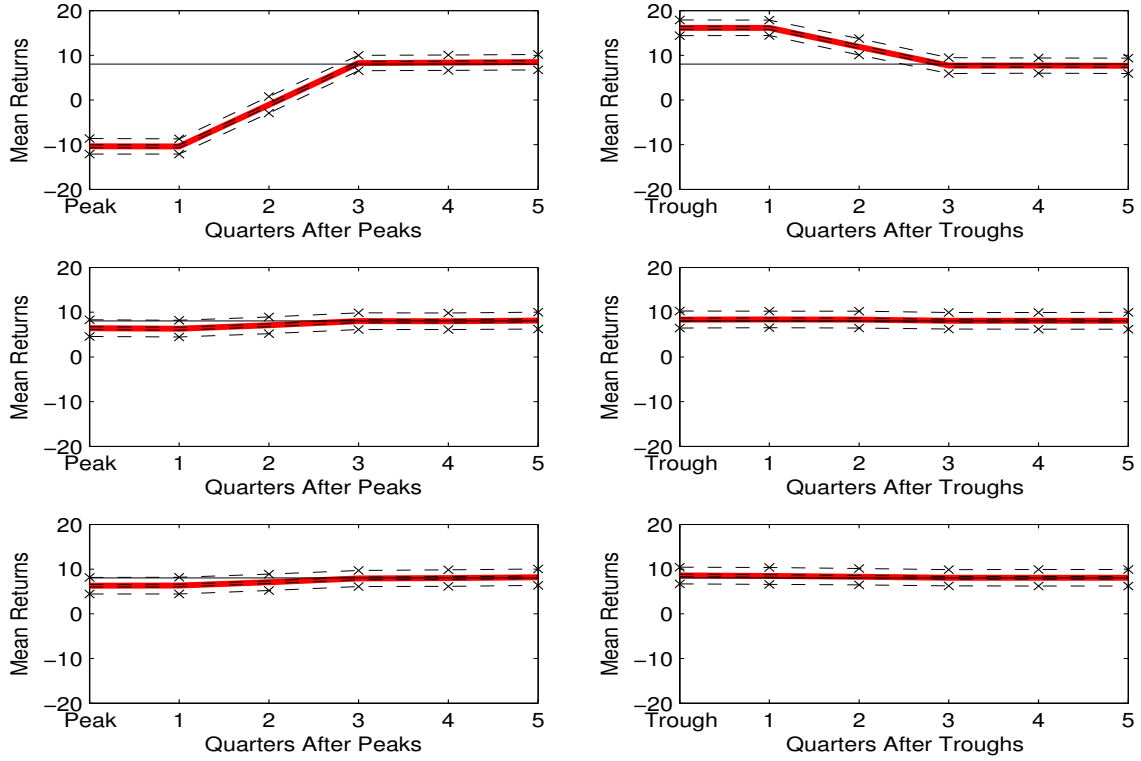 20
10
0
−10
−20
Mean Returns
Peak 1 2 3 4 5
Quarters After Peaks
20
10
0
−10
−20
Mean Returns
Trough 1 2 3 4 5
Quarters After Troughs
20
10
0
−10
−20
Mean Returns
Peak 1 2 3 4 5
Quarters After Peaks
20
10
0
−10
−20
Mean Returns
Trough 1 2 3 4 5
Quarters After Troughs
20
10
0
−10
−20
Mean Returns
Peak 1 2 3 4 5
Quarters After Peaks
20
10
0
−10
−20
Mean Returns
Trough 1 2 3 4 5
Quarters After Troughs